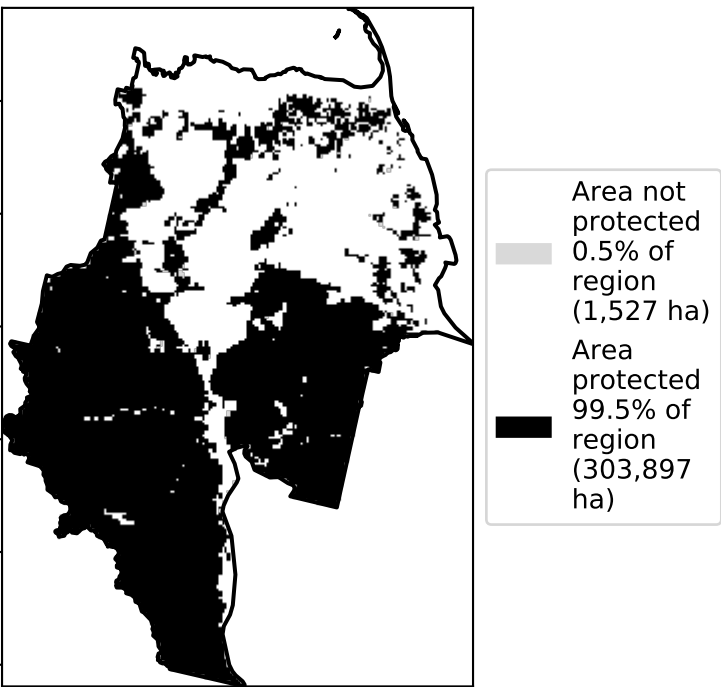 Area not
protected
0.5% of
region
(1,527 ha)
Area
protected
99.5% of
region
(303,897
ha)